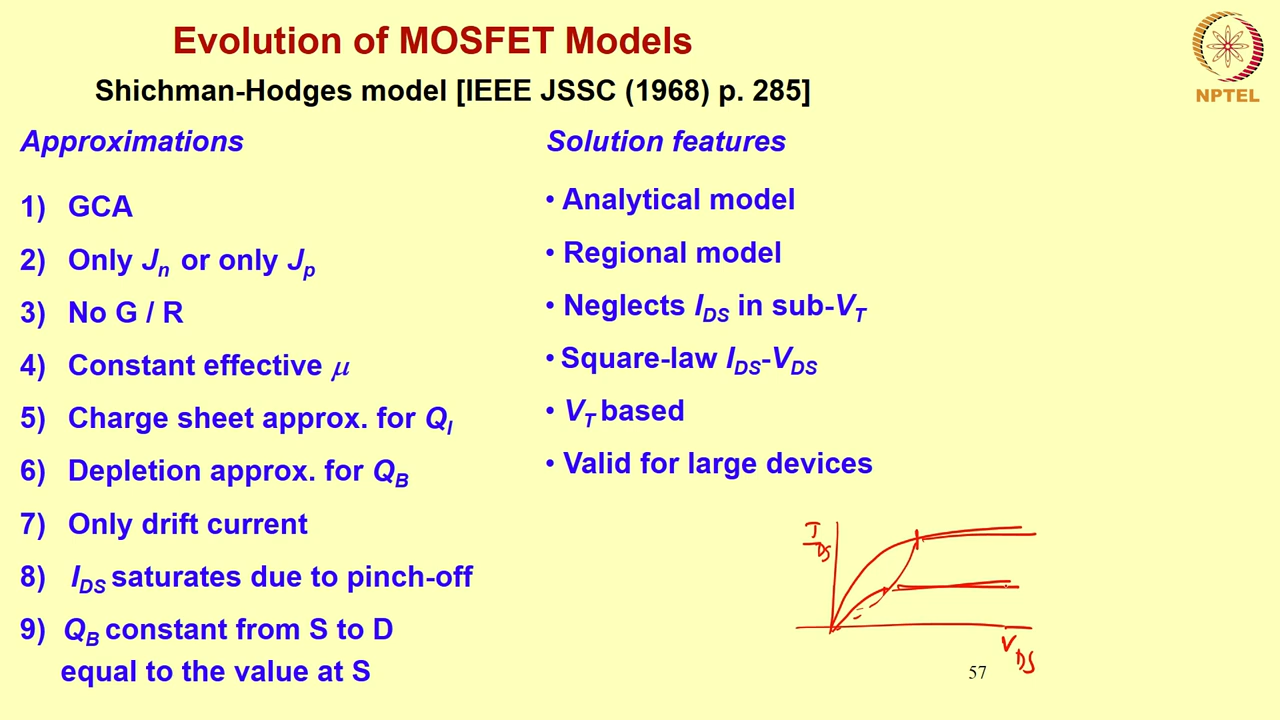 Evolution of MOSFET Models
NPTEL
Shichman-Hodges model [IEEE JSSC (1968) p. 285]
Approximations
1) GCA
2) Only Jn or only Jp
3) No G / R
4) Constant effective μ
5) Charge sheet approx. for QI
6) Depletion approx. for QB
7) Only drift current
8) IDS saturates due to pinch-off
9) QB constant from S to D
equal to the value at S
Solution features
• Analytical model
• Regional model
• Neglects IDS in sub-VT
• Square-law IDS-VDS
• VT based
• Valid for large devices
IDS
VDS
57